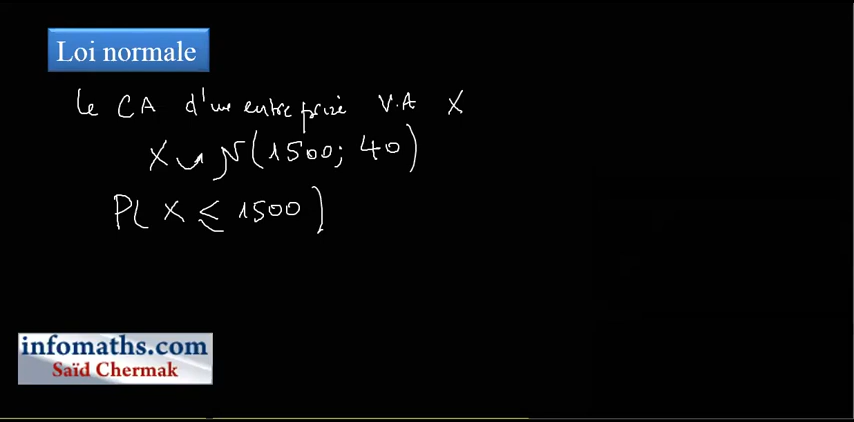 Loi normale
Le CA d'une entreprise V.A X
X ↝ N(1500; 40)
P( X ≤ 1500)
infomaths.com
Saïd Chermak